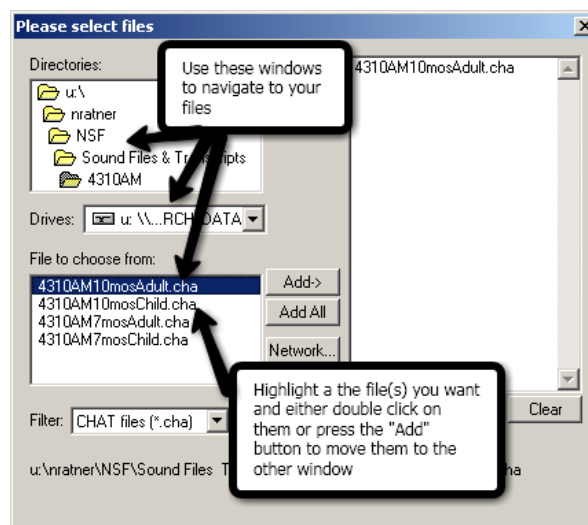 Please select files
Directories:
u:\
nratner
NSF
Sound Files & Transcripts
4310AM
Use these windows
to navigate to your
files
4310AM10mosAdult.cha
Drives:
u: \\...RCH DATA
File to choose from:
4310AM10mosAdult.cha
4310AM10mosChild.cha
4310AM7mosAdult.cha
4310AM7mosChild.cha
Add->
Add All
Network...
Highlight a the file(s) you want
and either double click on
them or press the "Add"
button to move them to the
other window
Filter:
CHAT files (*.cha)
Clear
u:\nratner\NSF\Sound Files T
ha